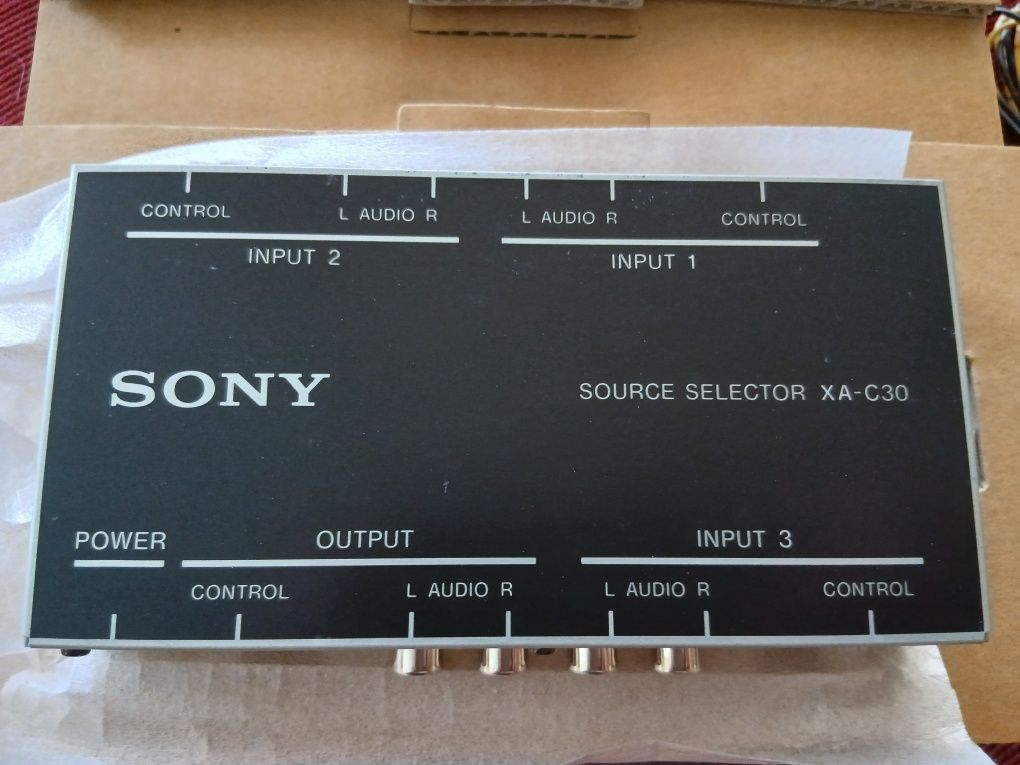 CONTROL L AUDIO R L AUDIO R CONTROL
INPUT 2 INPUT 1
SONY SOURCE SELECTOR XA-C30
POWER OUTPUT INPUT 3
CONTROL L AUDIO R L AUDIO R CONTROL